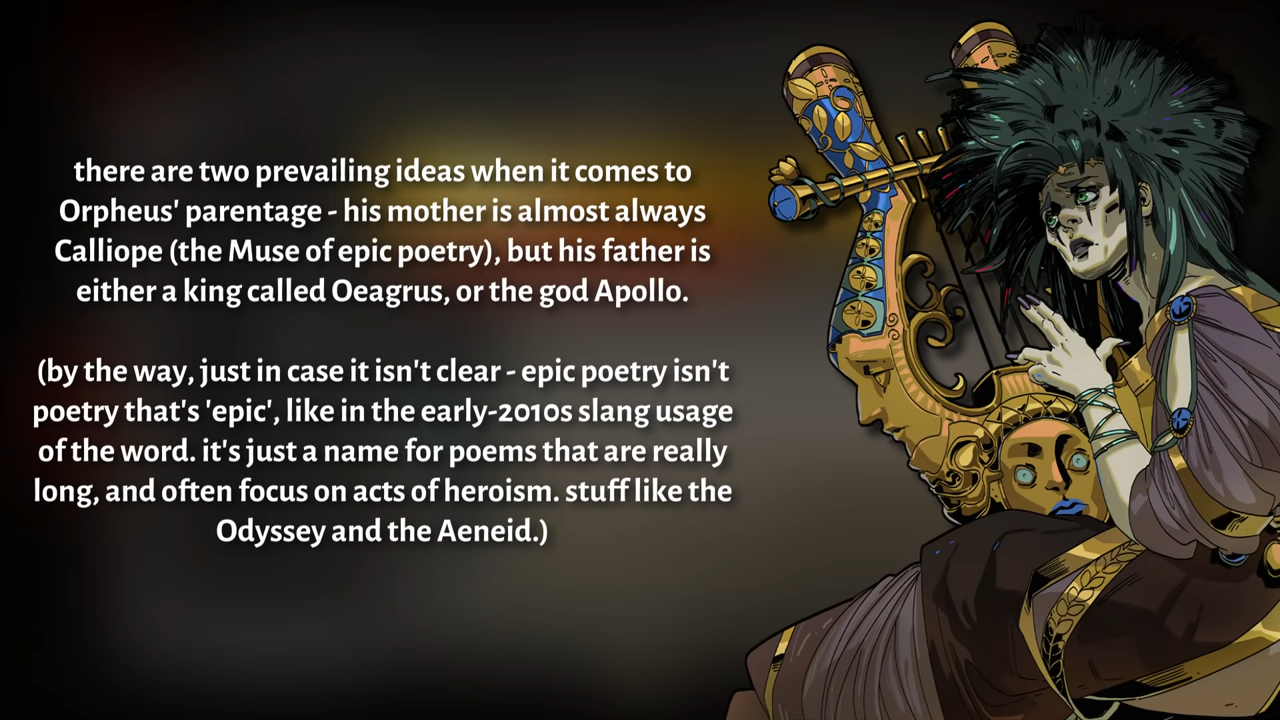 there are two prevailing ideas when it comes to
Orpheus' parentage - his mother is almost always
Calliope (the Muse of epic poetry), but his father is
either a king called Oeagrus, or the god Apollo.
(by the way, just in case it isn't clear - epic poetry isn't
poetry that's 'epic', like in the early-2010s slang usage
of the word. it's just a name for poems that are really
long, and often focus on acts of heroism. stuff like the
Odyssey and the Aeneid.)